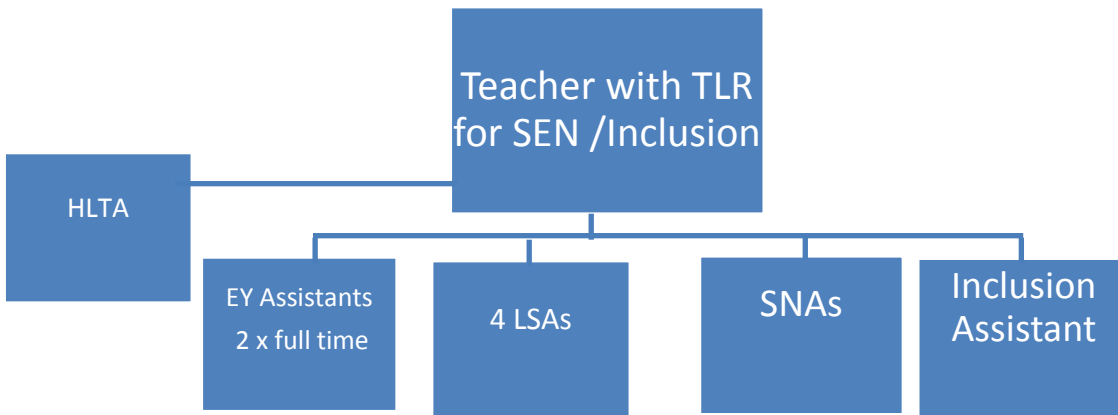 Teacher with TLR
for SEN /Inclusion
HLTA
EY Assistants
2 x full time
4 LSAs
SNAs
Inclusion
Assistant